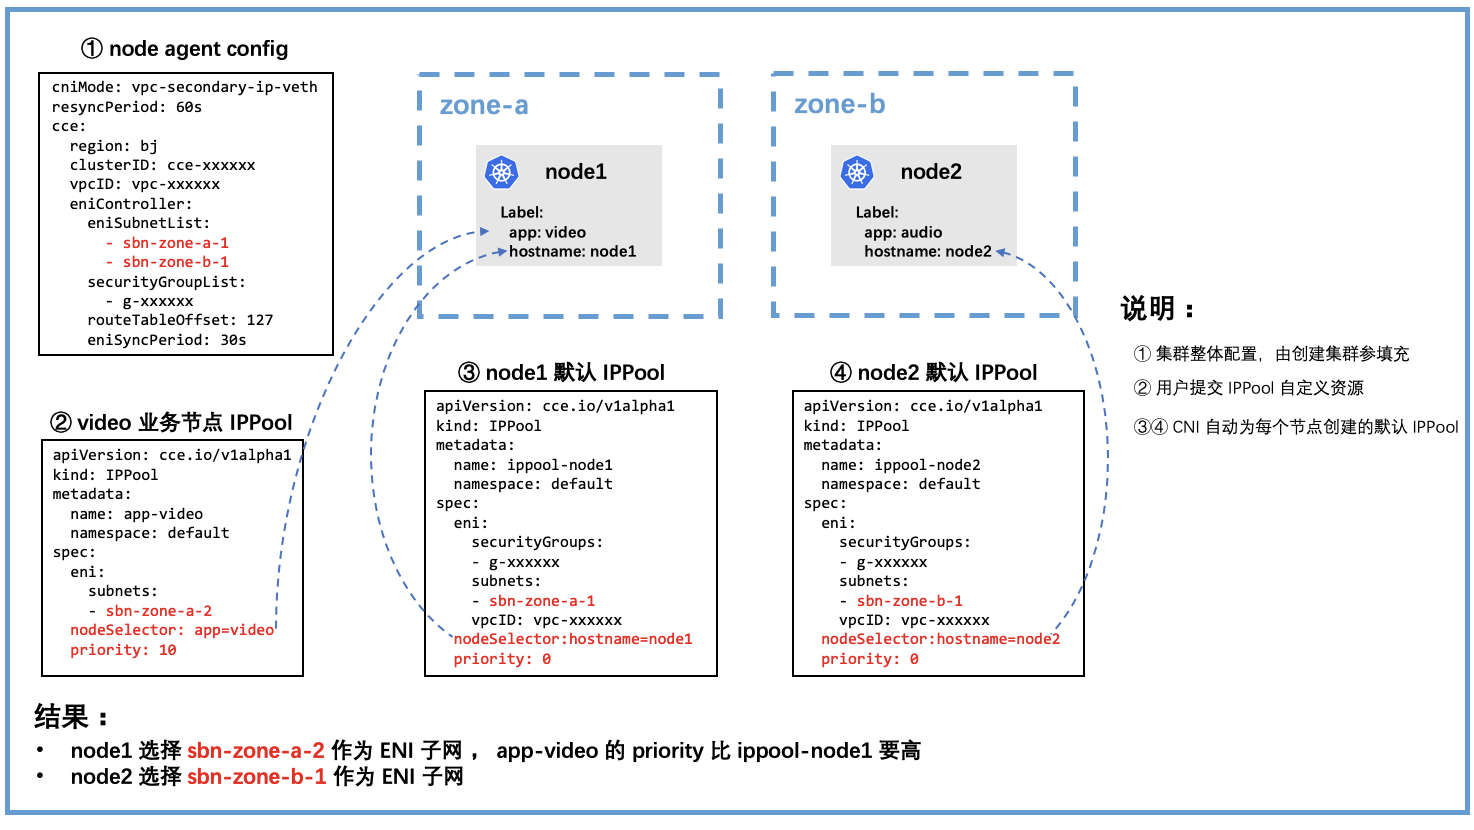 ① node agent config
cniMode: vpc-secondary-ip-veth
resyncPeriod: 60s
cce:
  region: bj
  clusterID: cce-xxxxxx
  vpcID: vpc-xxxxxx
  eniController:
    eniSubnetList:
      - sbn-zone-a-1
      - sbn-zone-b-1
    securityGroupList:
      - g-xxxxxx
    routeTableOffset: 127
    eniSyncPeriod: 30s
zone-a
node1
Label:
app: video
hostname: node1
zone-b
node2
Label:
app: audio
hostname: node2
说明：
① 集群整体配置，由创建集群参填充
② 用户提交 IPPool 自定义资源
③④ CNI 自动为每个节点创建的默认 IPPool
② video 业务节点 IPPool
apiVersion: cce.io/v1alpha1
kind: IPPool
metadata:
  name: app-video
  namespace: default
spec:
  eni:
    subnets:
    - sbn-zone-a-2
  nodeSelector: app=video
  priority: 10
③ node1 默认 IPPool
apiVersion: cce.io/v1alpha1
kind: IPPool
metadata:
  name: ippool-node1
  namespace: default
spec:
  eni:
    securityGroups:
    - g-xxxxxx
    subnets:
    - sbn-zone-a-1
    vpcID: vpc-xxxxxx
  nodeSelector:hostname=node1
  priority: 0
④ node2 默认 IPPool
apiVersion: cce.io/v1alpha1
kind: IPPool
metadata:
  name: ippool-node2
  namespace: default
spec:
  eni:
    securityGroups:
    - g-xxxxxx
    subnets:
    - sbn-zone-b-1
    vpcID: vpc-xxxxxx
  nodeSelector:hostname=node2
  priority: 0
结果：
• node1 选择 sbn-zone-a-2 作为 ENI 子网， app-video 的 priority 比 ippool-node1 要高
• node2 选择 sbn-zone-b-1 作为 ENI 子网